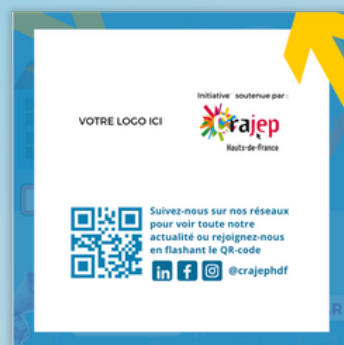 Initiative soutenue par :
VOTRE LOGO ICI
Crajep
Hauts-de-France
Suivez-nous sur nos réseaux
pour voir toute notre
actualité ou rejoignez-nous
en flashant le QR-code
in f @crajephdf